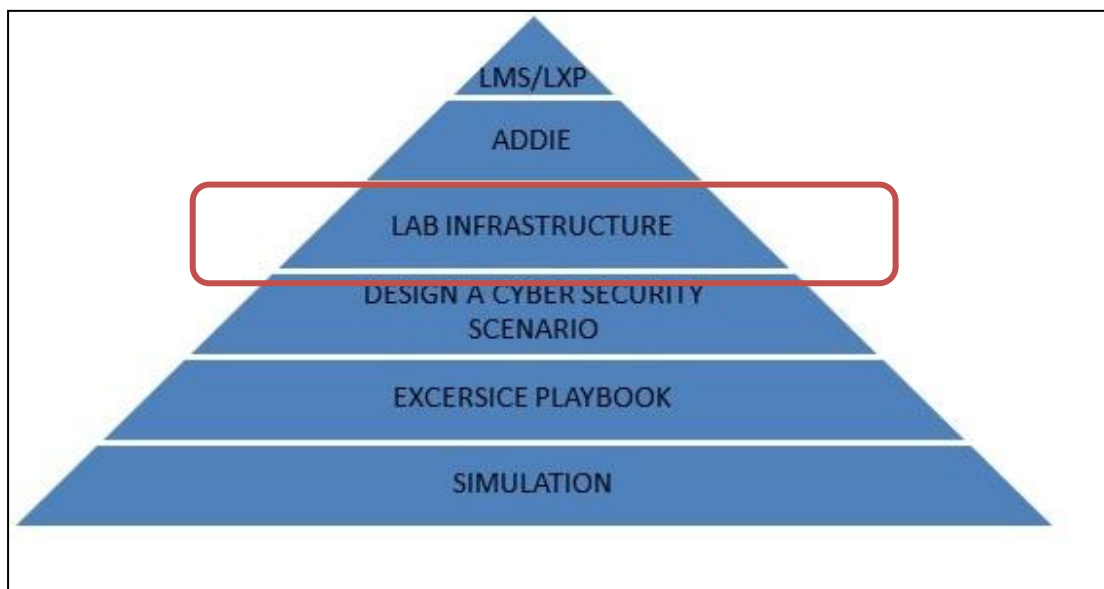 LMS/LXP
ADDIE
LAB INFRASTRUCTURE
DESIGN A CYBER SECURITY
SCENARIO
EXCERSICE PLAYBOOK
SIMULATION